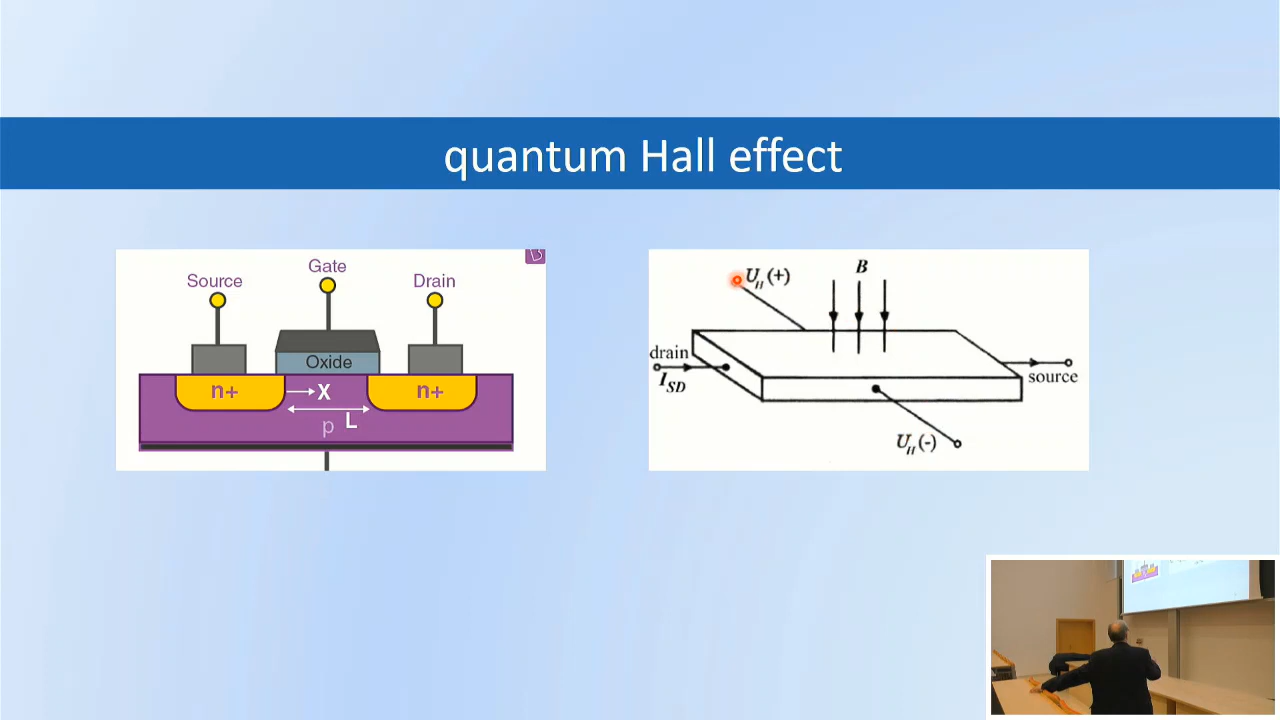 quantum Hall effect
Source
Gate
Drain
Oxide
n+
X
n+
p
L
U_H(+)
B
drain
I_SD
source
U_H(-)